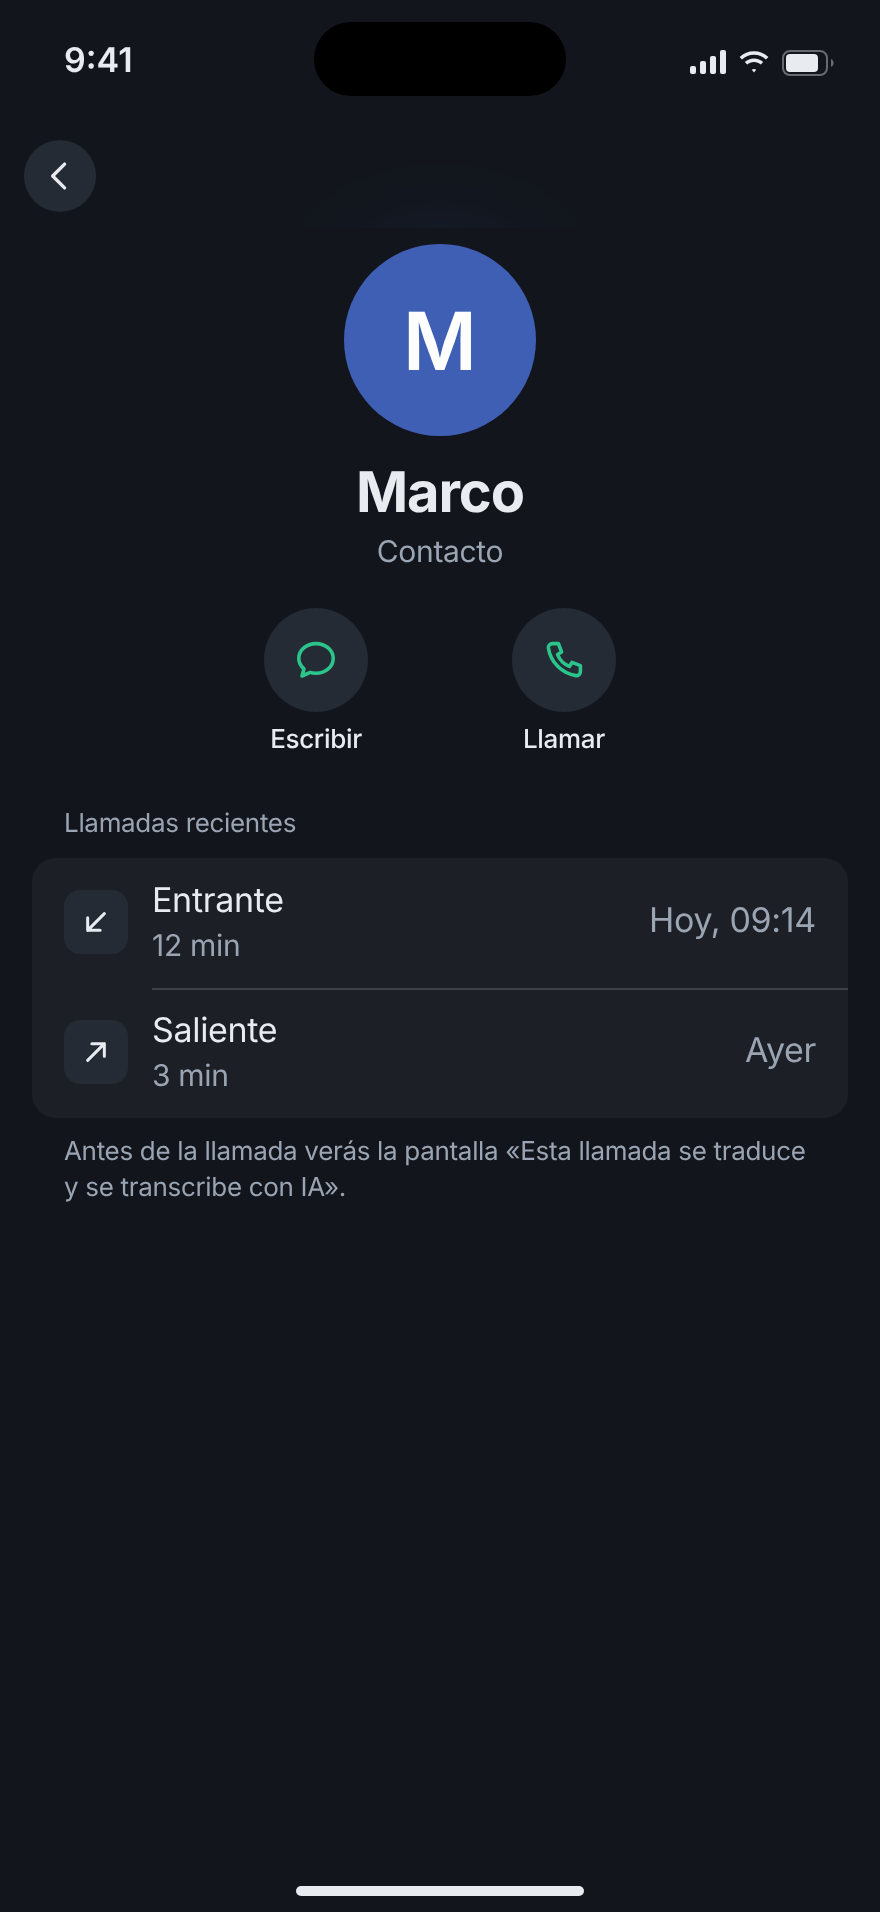 9:41
M
Marco
Contacto
Escribir
Llamar
Llamadas recientes
Entrante
12 min
Hoy, 09:14
Saliente
3 min
Ayer
Antes de la llamada verás la pantalla «Esta llamada se traduce
y se transcribe con IA».